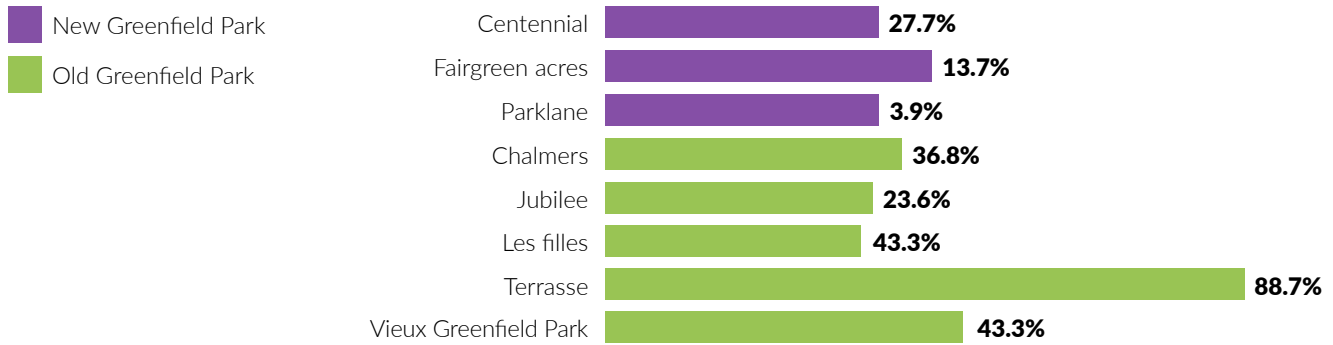 New Greenfield Park
Old Greenfield Park
Centennial 27.7%
Fairgreen acres 13.7%
Parklane 3.9%
Chalmers 36.8%
Jubilee 23.6%
Les filles 43.3%
Terrasse 88.7%
Vieux Greenfield Park 43.3%